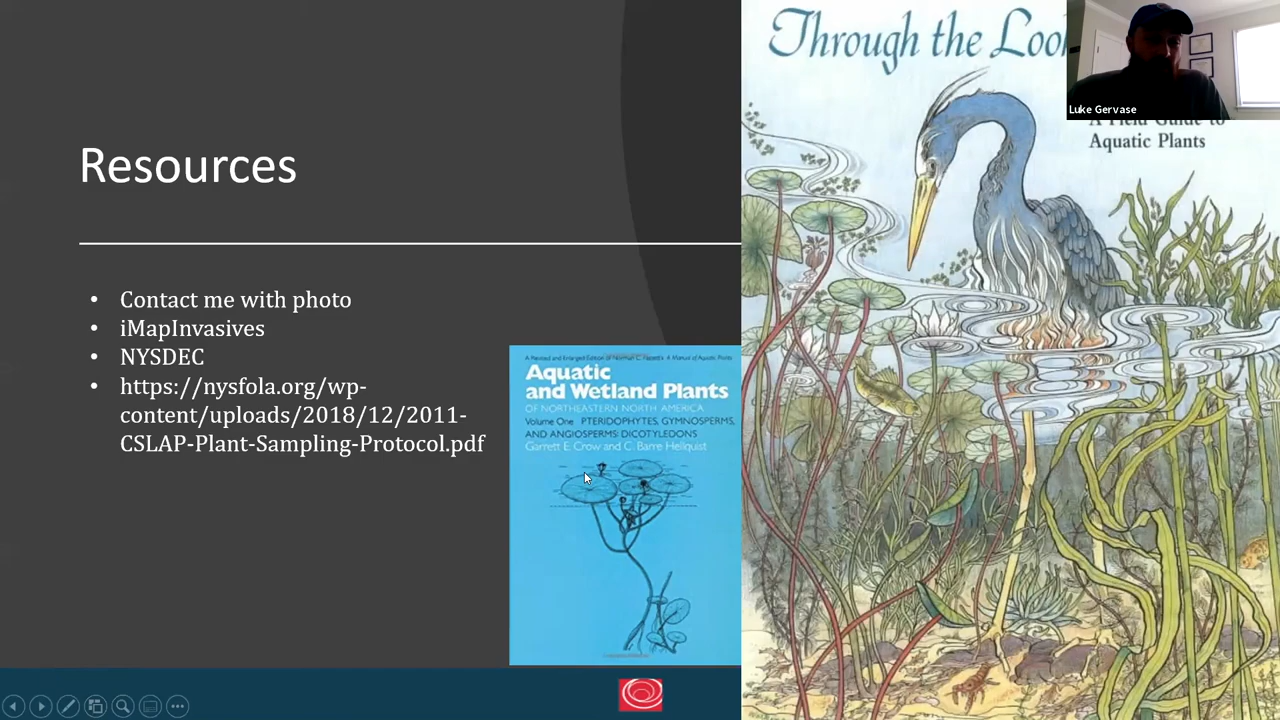 Resources
• Contact me with photo
• iMapInvasives
• NYSDEC
• https://nysfola.org/wp-
content/uploads/2018/12/2011-
CSLAP-Plant-Sampling-Protocol.pdf
A Revised and Enlarged Edition of Norman C. Fassett's A Manual of Aquatic Plants
Aquatic
and Wetland Plants
OF NORTHEASTERN NORTH AMERICA
Volume One PTERIDOPHYTES, GYMNOSPERMS,
AND ANGIOSPERMS: DICOTYLEDONS
Garrett E. Crow and C. Barre Hellquist
Through the Loo
A Field Guide to
Aquatic Plants
Luke Gervase